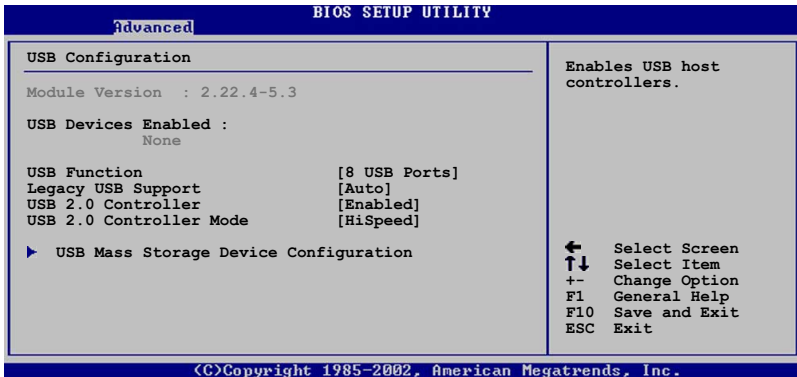 BIOS SETUP UTILITY
Advanced
USB Configuration
Module Version : 2.22.4-5.3
USB Devices Enabled :
None
USB Function [8 USB Ports]
Legacy USB Support [Auto]
USB 2.0 Controller [Enabled]
USB 2.0 Controller Mode [HiSpeed]
USB Mass Storage Device Configuration
Enables USB host
controllers.
← Select Screen
↑↓ Select Item
+- Change Option
F1 General Help
F10 Save and Exit
ESC Exit
(C)Copyright 1985-2002, American Megatrends, Inc.